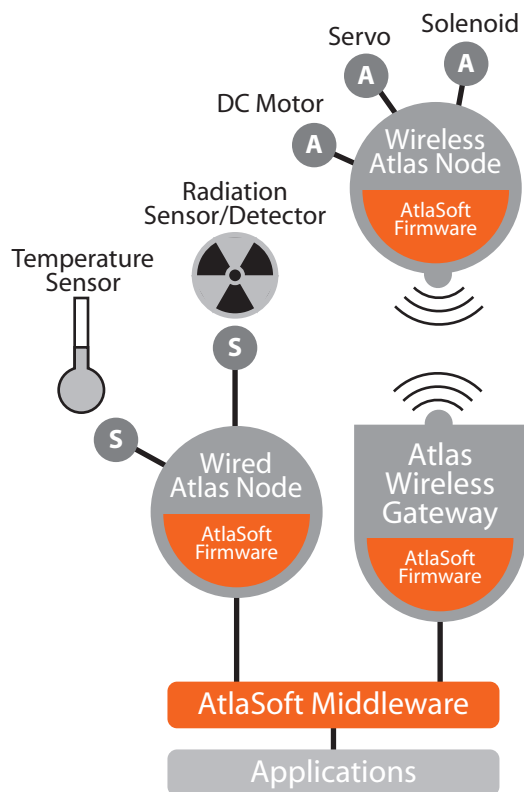 Solenoid
Servo
A
A
DC Motor
A
Wireless
Atlas Node
AtlaSoft
Firmware
Radiation
Sensor/Detector
Temperature
Sensor
S
S
Wired
Atlas Node
AtlaSoft
Firmware
Atlas
Wireless
Gateway
AtlaSoft
Firmware
AtlaSoft Middleware
Applications